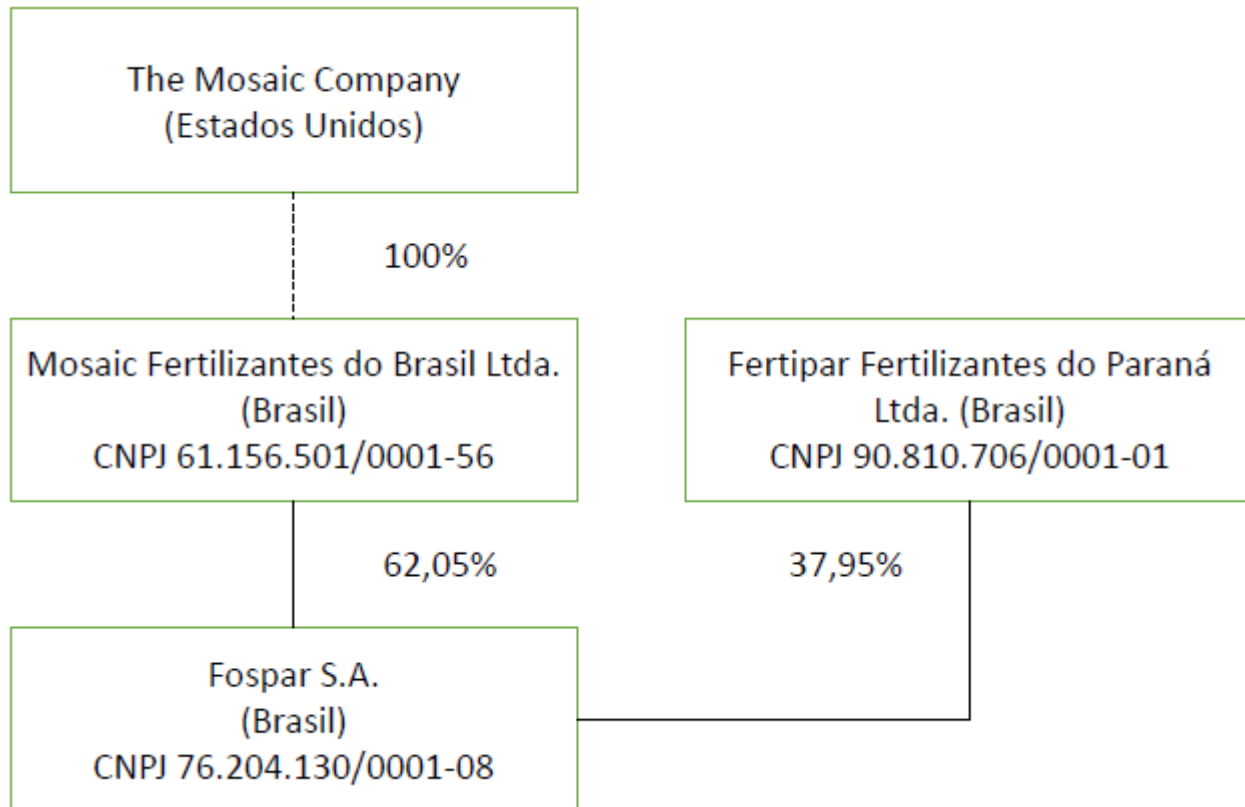 The Mosaic Company
(Estados Unidos)
100%
Mosaic Fertilizantes do Brasil Ltda.
(Brasil)
CNPJ 61.156.501/0001-56
Fertipar Fertilizantes do Paraná
Ltda. (Brasil)
CNPJ 90.810.706/0001-01
62,05%
37,95%
Fospar S.A.
(Brasil)
CNPJ 76.204.130/0001-08